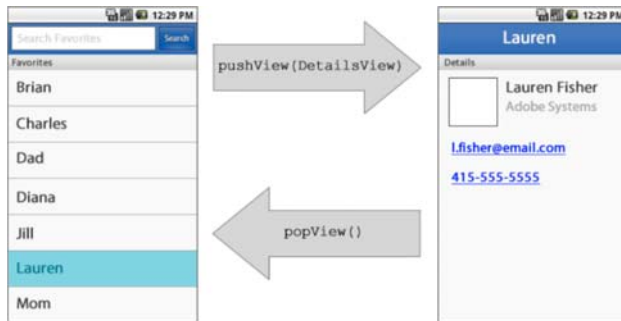 12:29 PM
Search Favorites
Search
Favorites
Brian
Charles
Dad
Diana
Jill
Lauren
Mom
pushView(DetailsView)
popView()
12:29 PM
Lauren
Details
Lauren Fisher
Adobe Systems
l.fisher@email.com
415-555-5555